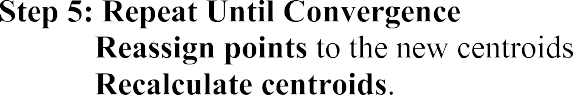 Step 5: Repeat Until Convergence
Reassign points to the new centroids
Recalculate centroids.